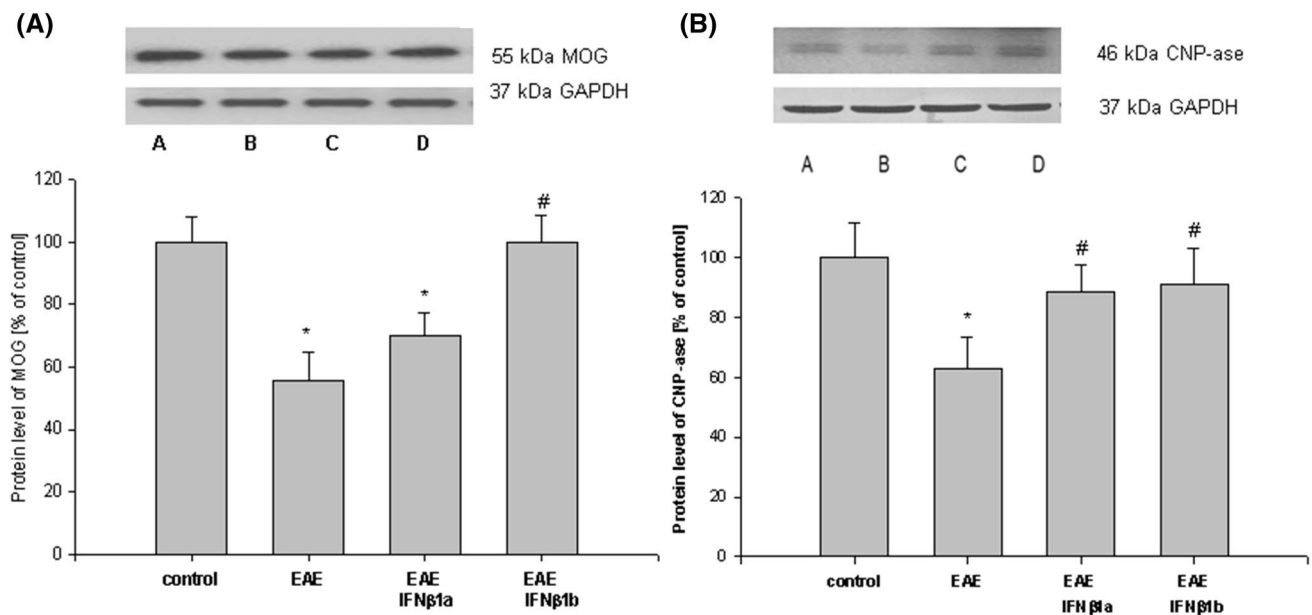 (A)
55 kDa MOG
37 kDa GAPDH
A B C D
Protein level of MOG [% of control]
120
100
80
60
40
20
0
*
*
#
control EAE EAE IFNβ1a EAE IFNβ1b
(B)
46 kDa CNP-ase
37 kDa GAPDH
A B C D
Protein level of CNP-ase [% of control]
120
100
80
60
40
20
0
*
#
#
control EAE EAE IFNβ1a EAE IFNβ1b